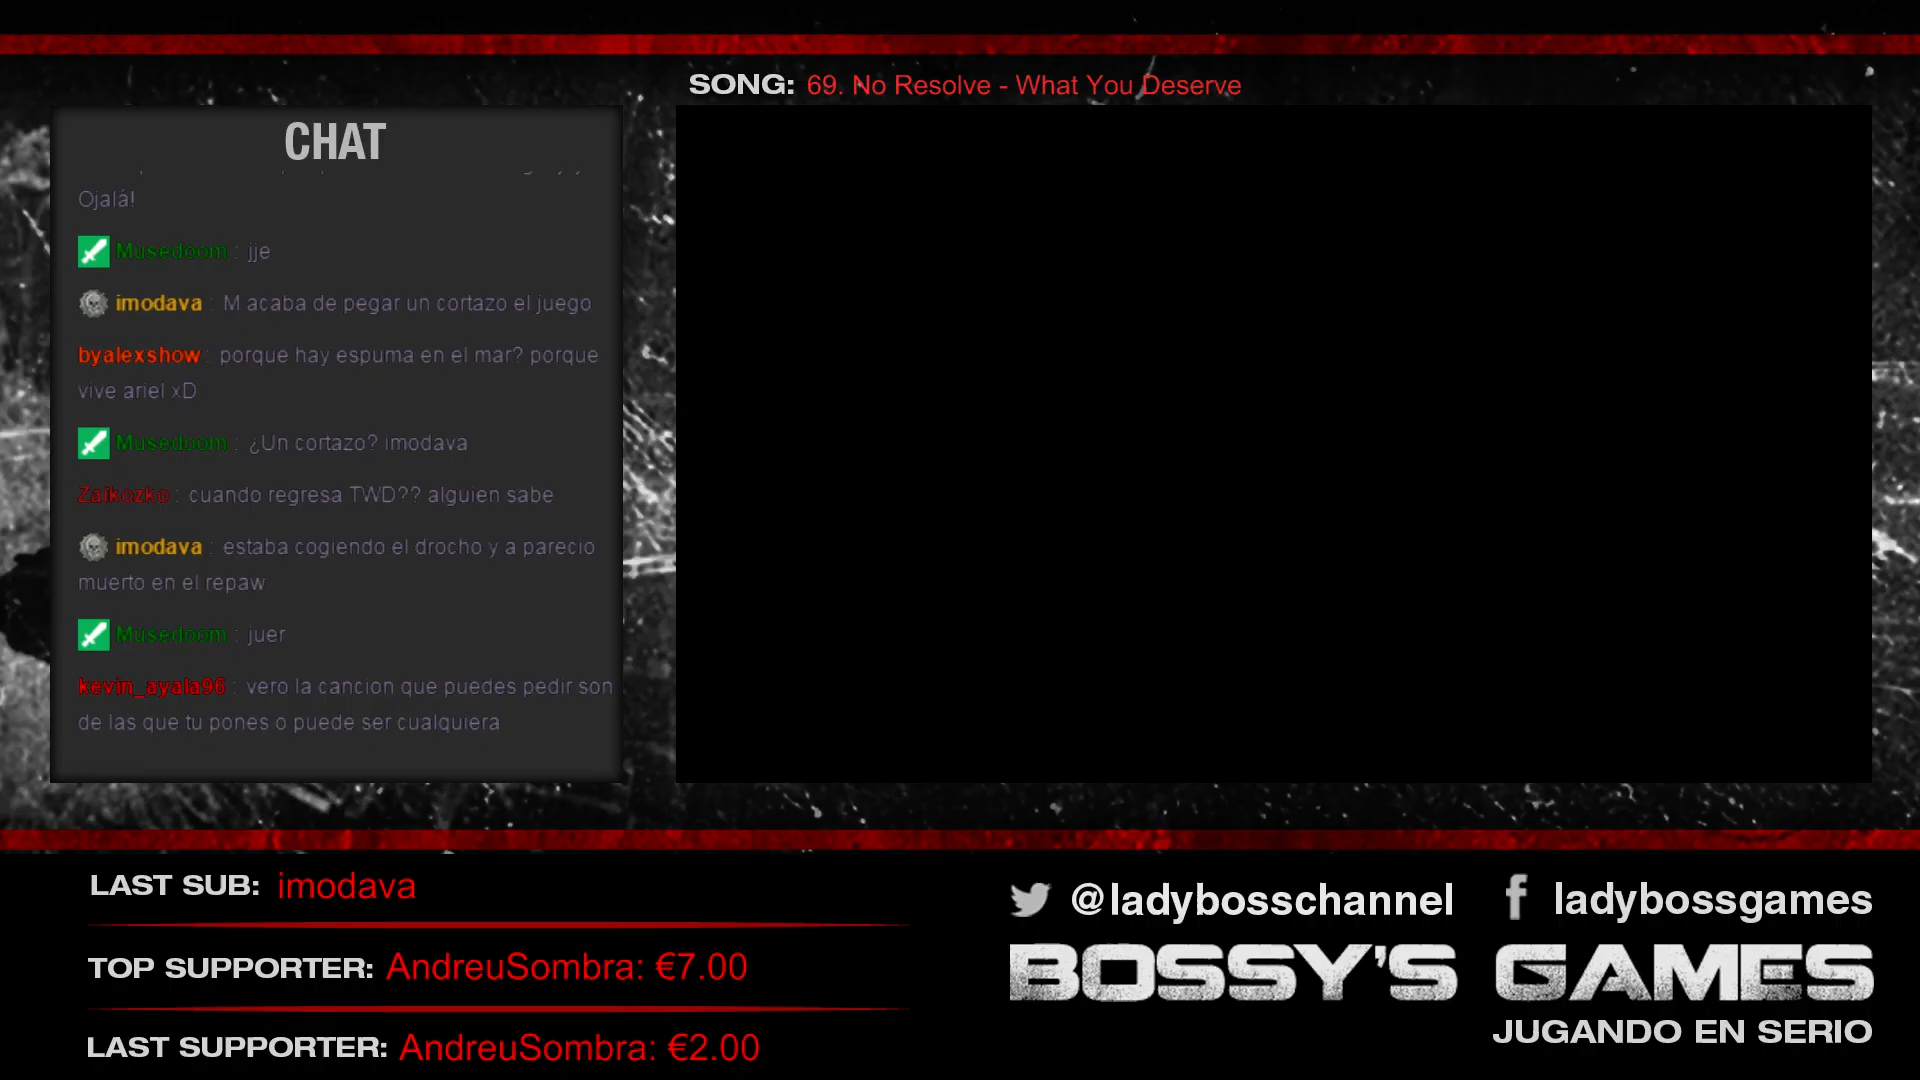 SONG: 69. No Resolve - What You Deserve
CHAT
Ojalá!
Musedoom : jje
imodava : M acaba de pegar un cortazo el juego
byalexshow : porque hay espuma en el mar? porque
vive ariel xD
Musedoom : ¿Un cortazo? imodava
Zaikozko : cuando regresa TWD?? alguien sabe
imodava : estaba cogiendo el drocho y a parecio
muerto en el repaw
Musedoom : juer
kevin_ayala96 : vero la cancion que puedes pedir son
de las que tu pones o puede ser cualquiera
LAST SUB: imodava
TOP SUPPORTER: AndreuSombra: €7.00
LAST SUPPORTER: AndreuSombra: €2.00
@ladybosschannel
ladybossgames
BOSSY'S GAMES
JUGANDO EN SERIO